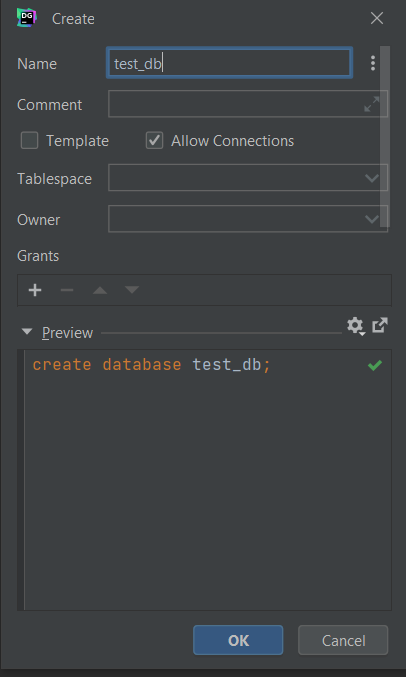 DG
Create
Name
test_db
Comment
Template
Allow Connections
Tablespace
Owner
Grants
Preview
create database test_db;
OK
Cancel